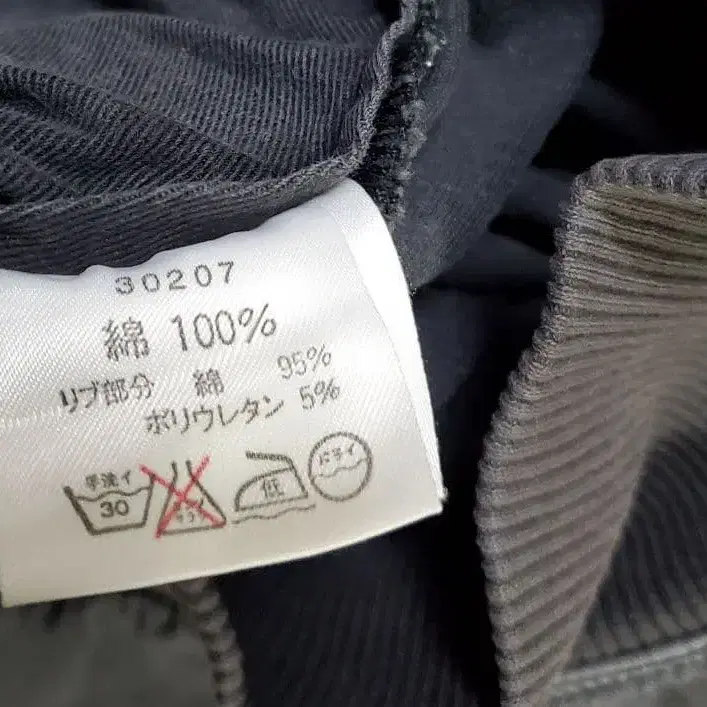 30207
綿 100%
リブ部分 綿 95%
ポリウレタン 5%
手洗イ
30
低
ドライ